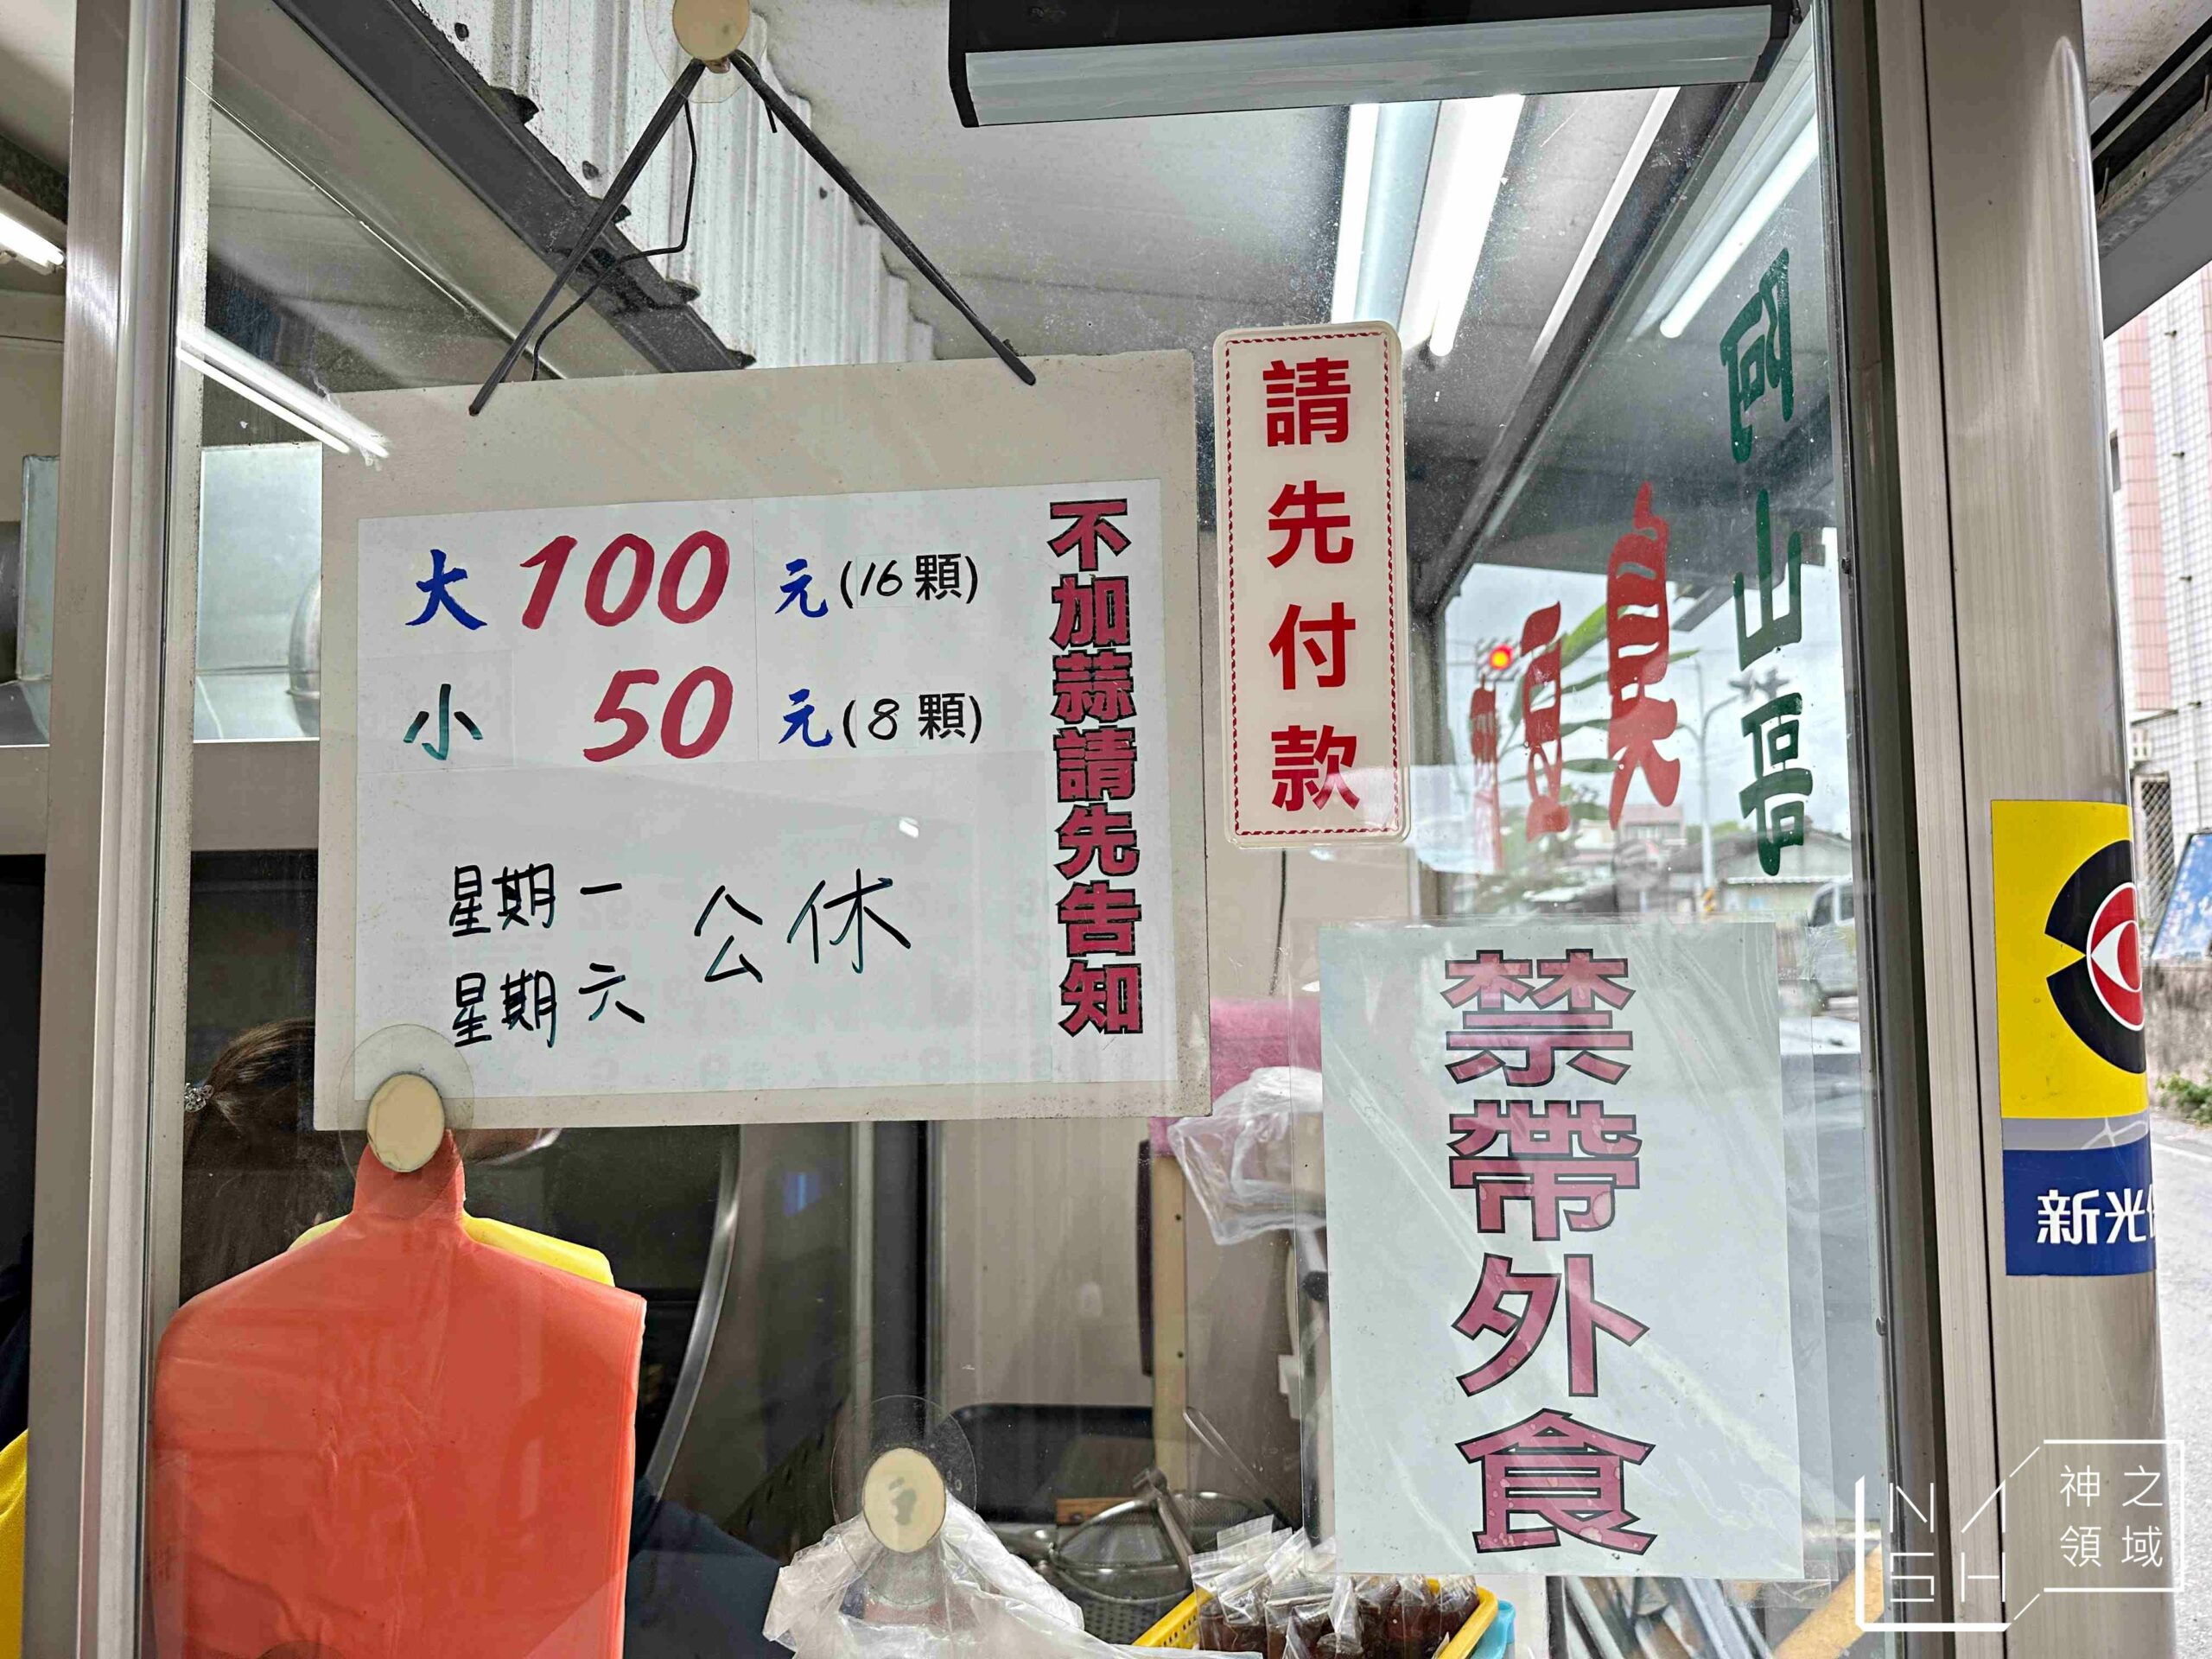 大 100 元(16顆)
小 50 元(8顆)
星期一 公休
星期六
不加蒜請先告知
請先付款
阿山哥
臭豆
禁帶外食
新光
NASH
神之領域